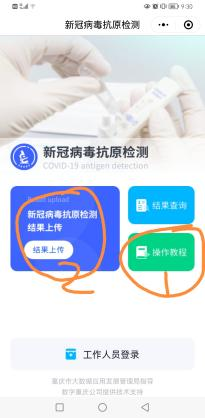 9:30
新冠病毒抗原检测
新冠病毒抗原检测
COVID-19 antigen detection
Result upload
新冠病毒抗原检测
结果上传
结果上传
结果查询
操作教程
2
1
工作人员登录
重庆市大数据应用发展管理局指导
数字重庆公司提供技术支持